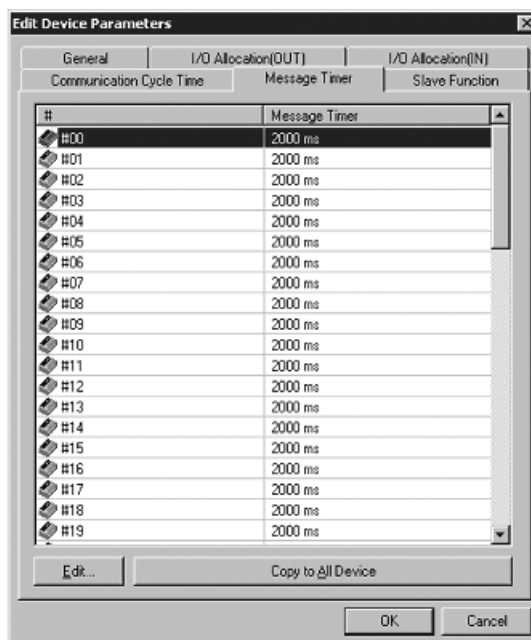 Edit Device Parameters
General I/O Allocation(OUT) I/O Allocation(IN)
Communication Cycle Time Message Timer Slave Function
# Message Timer
#00 2000 ms
#01 2000 ms
#02 2000 ms
#03 2000 ms
#04 2000 ms
#05 2000 ms
#06 2000 ms
#07 2000 ms
#08 2000 ms
#09 2000 ms
#10 2000 ms
#11 2000 ms
#12 2000 ms
#13 2000 ms
#14 2000 ms
#15 2000 ms
#16 2000 ms
#17 2000 ms
#18 2000 ms
#19 2000 ms
Edit... Copy to All Device
OK Cancel